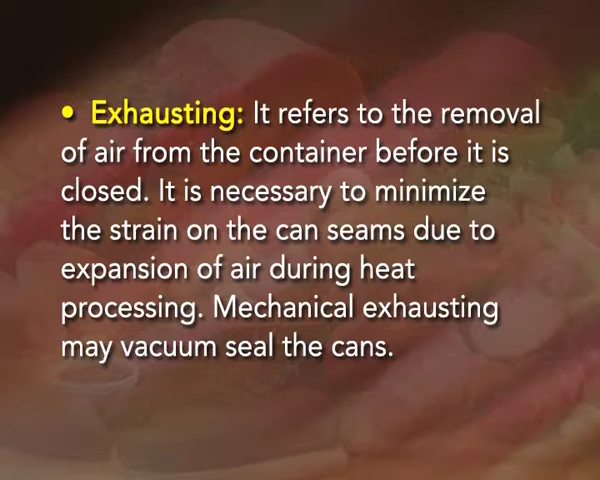 • Exhausting: It refers to the removal
of air from the container before it is
closed. It is necessary to minimize
the strain on the can seams due to
expansion of air during heat
processing. Mechanical exhausting
may vacuum seal the cans.